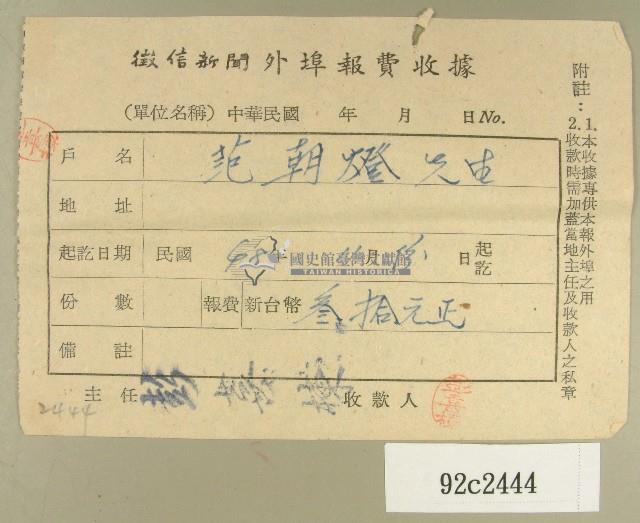 徵信新聞外埠報費收據
(單位名稱) 中華民國 年 月 日 No.
戶名 范朝燈先生
地址
起訖日期 民國 年 月 日 起訖
國史館臺灣文獻館
TAIWAN HISTORICA
份數 報費 新台幣 叁拾元正
備註
主任 彭 收款人
附註：
1.本收據專供本報外埠之用
2.收款時需加蓋當地主任及收款人之私章
2444
92c2444